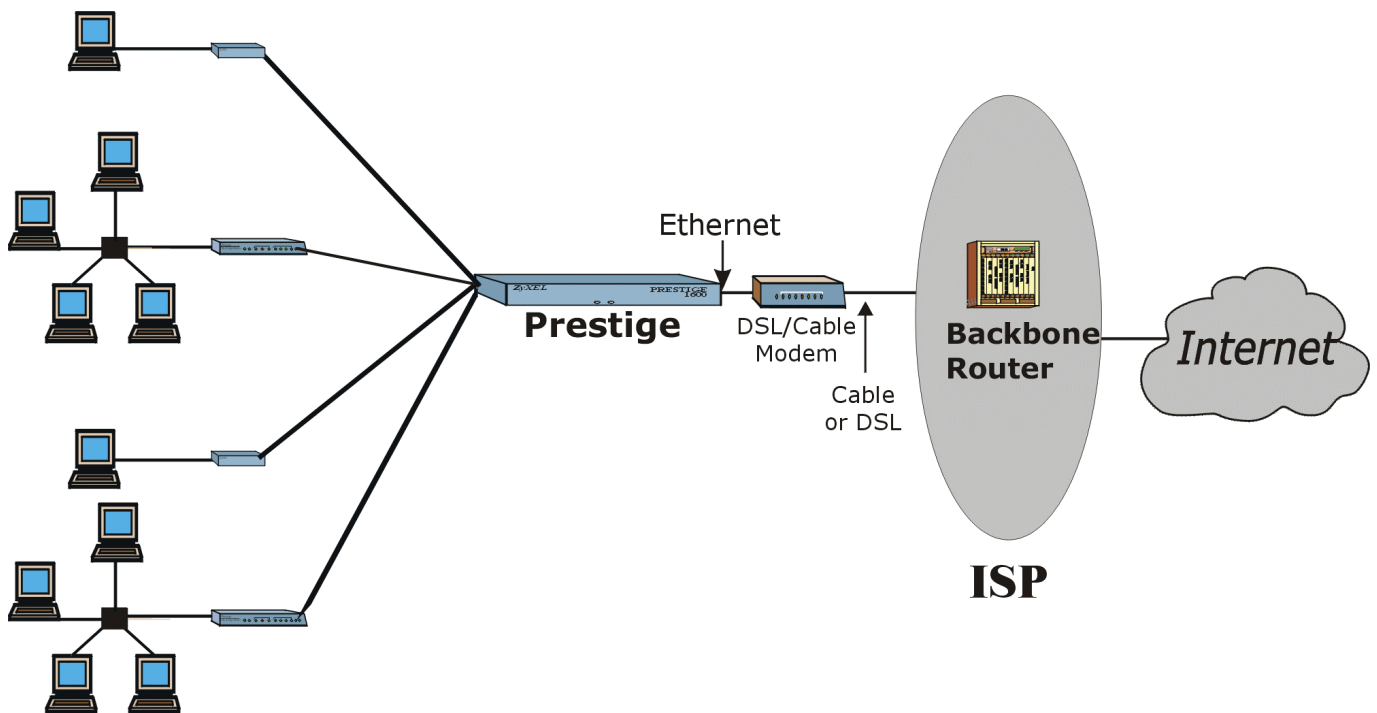 Ethernet
ZyXEL
PRESTIGE
1600
Prestige
DSL/Cable
Modem
Cable
or DSL
Backbone
Router
Internet
ISP